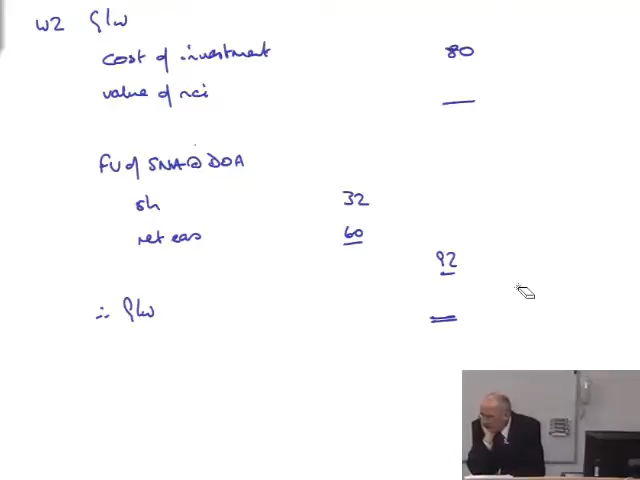 W2 glw
cost of investment 80
value of nci
FV of SNA@DOA
sh 32
ret ears 60
92
∴ glw